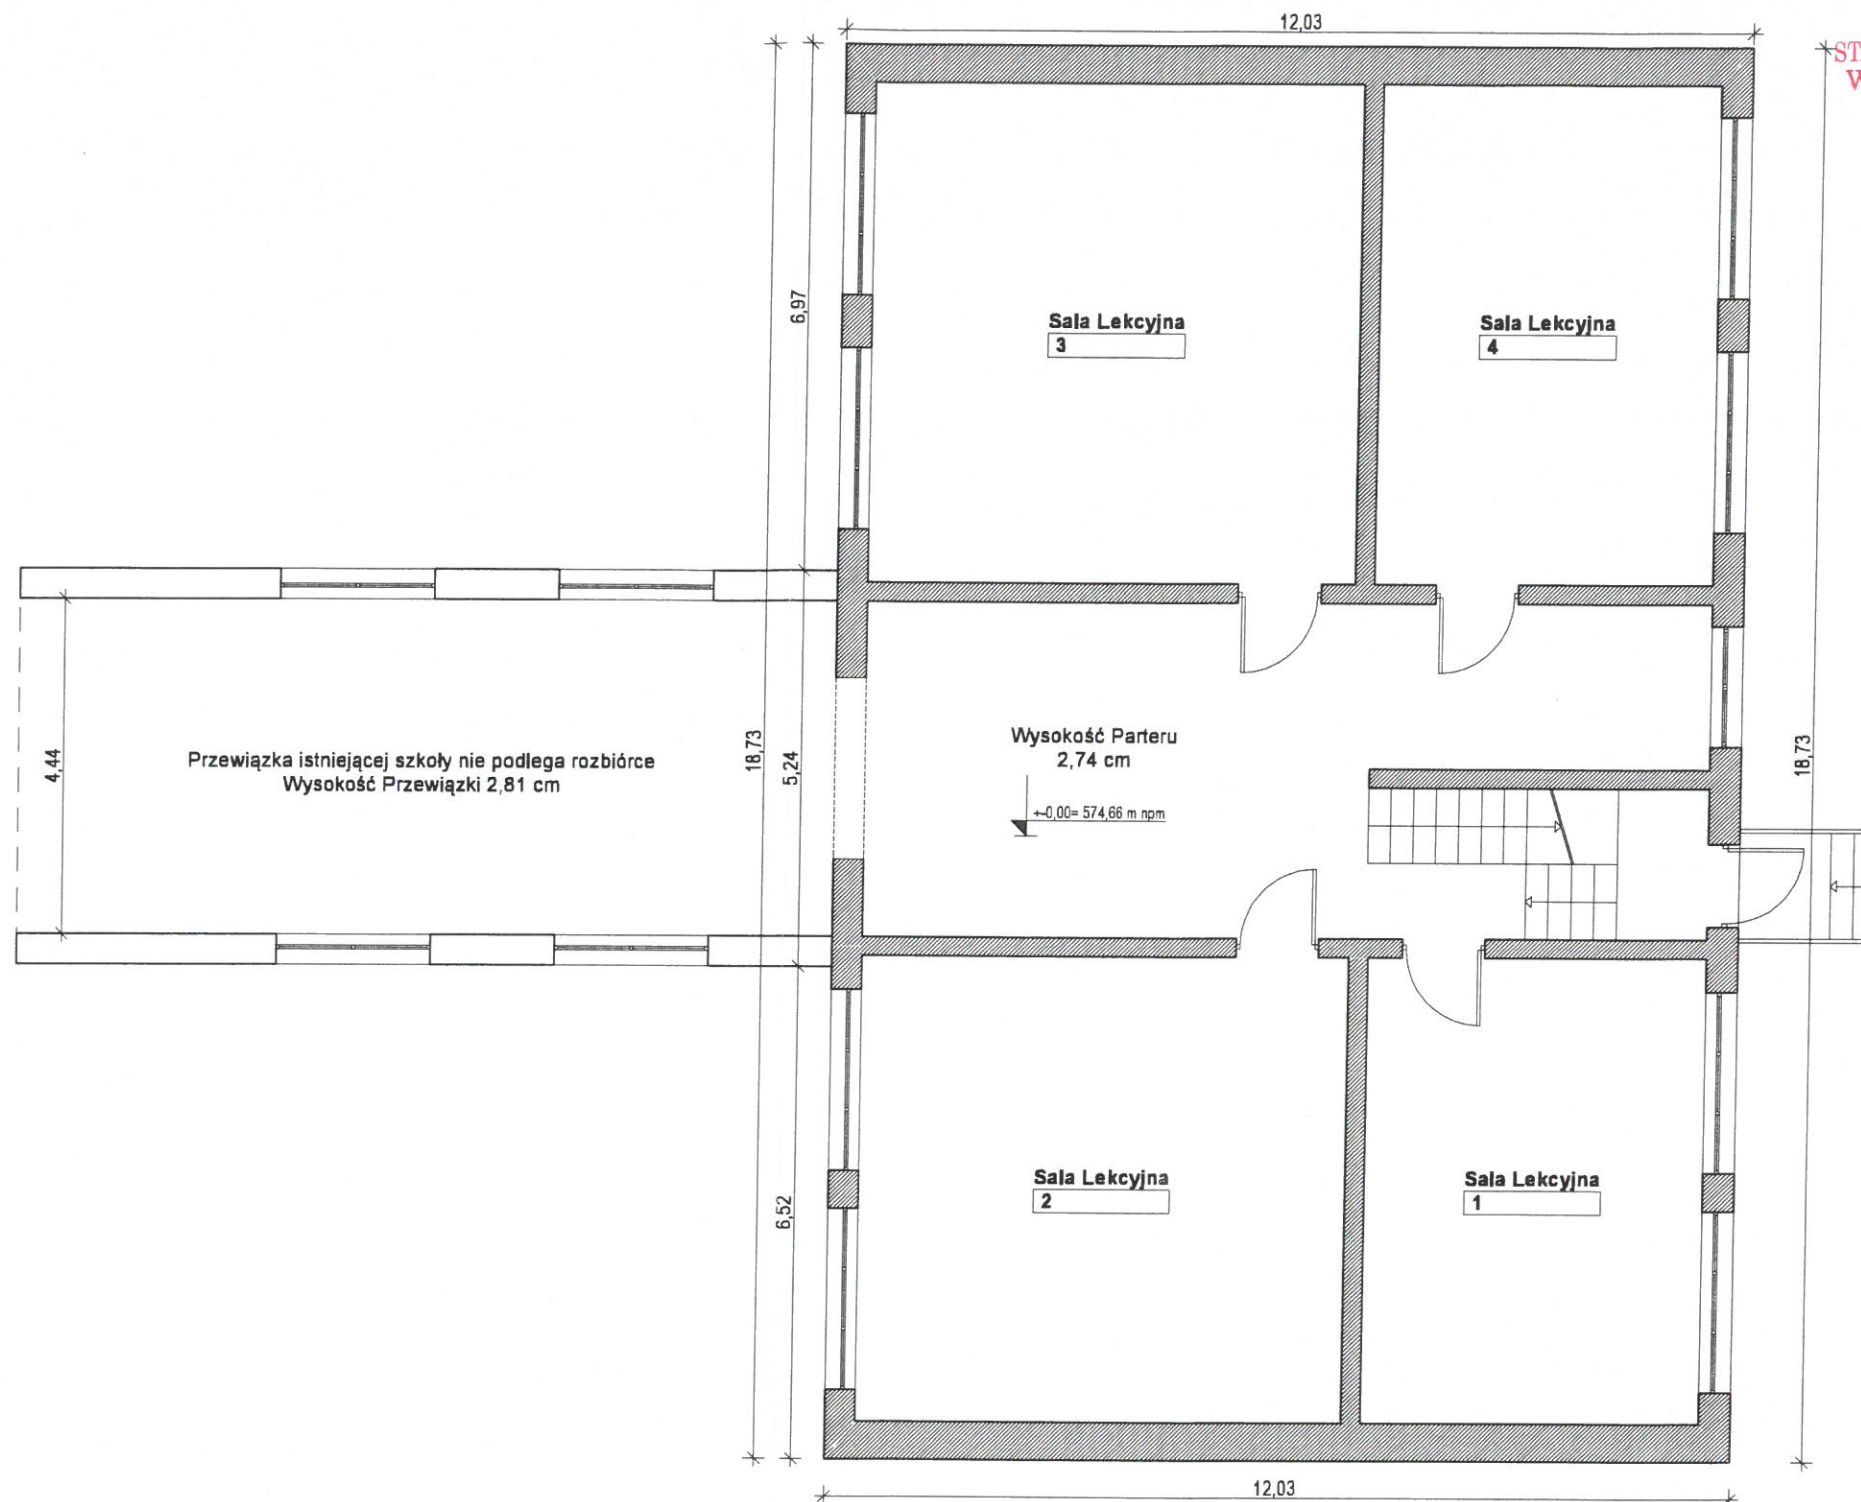 12,03
ST
W
6,97
Sala Lekcyjna
3
Sala Lekcyjna
4
4,44
Przewiązka istniejącej szkoły nie podlega rozbiórce
Wysokość Przewiązki 2,81 cm
18,73
5,24
Wysokość Parteru
2,74 cm
+-0,00= 574,66 m npm
18,73
6,52
Sala Lekcyjna
2
Sala Lekcyjna
1
12,03